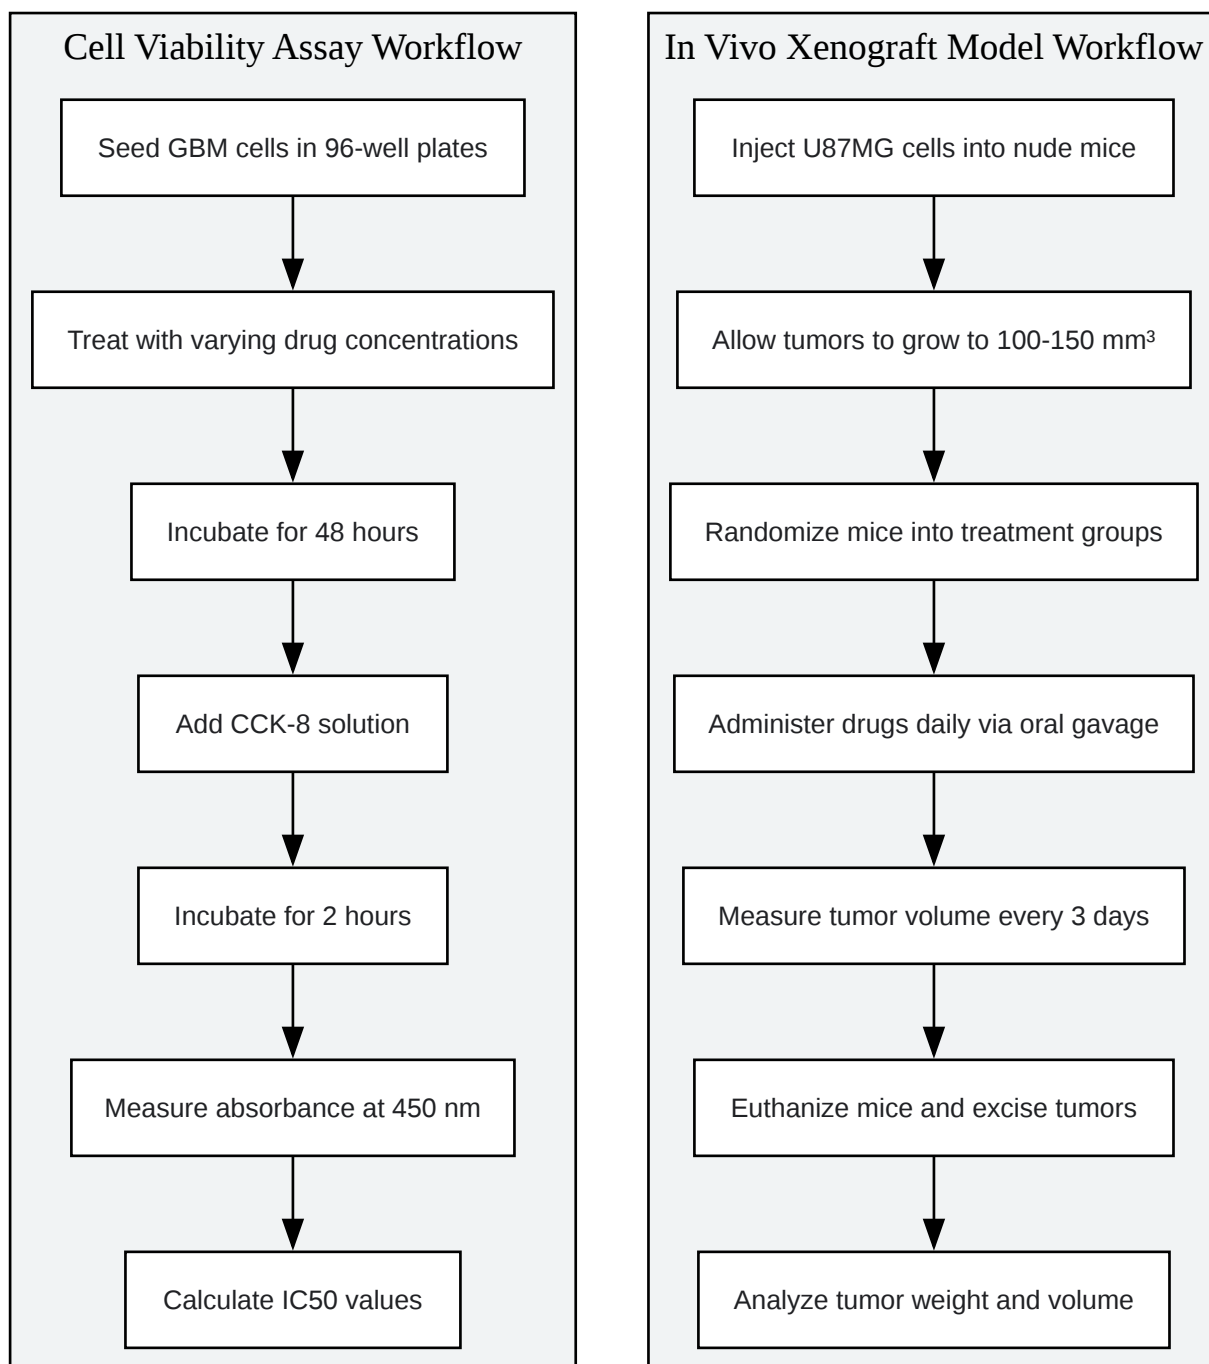 Cell Viability Assay Workflow
Seed GBM cells in 96-well plates
Treat with varying drug concentrations
Incubate for 48 hours
Add CCK-8 solution
Incubate for 2 hours
Measure absorbance at 450 nm
Calculate IC50 values
In Vivo Xenograft Model Workflow
Inject U87MG cells into nude mice
Allow tumors to grow to 100-150 mm³
Randomize mice into treatment groups
Administer drugs daily via oral gavage
Measure tumor volume every 3 days
Euthanize mice and excise tumors
Analyze tumor weight and volume